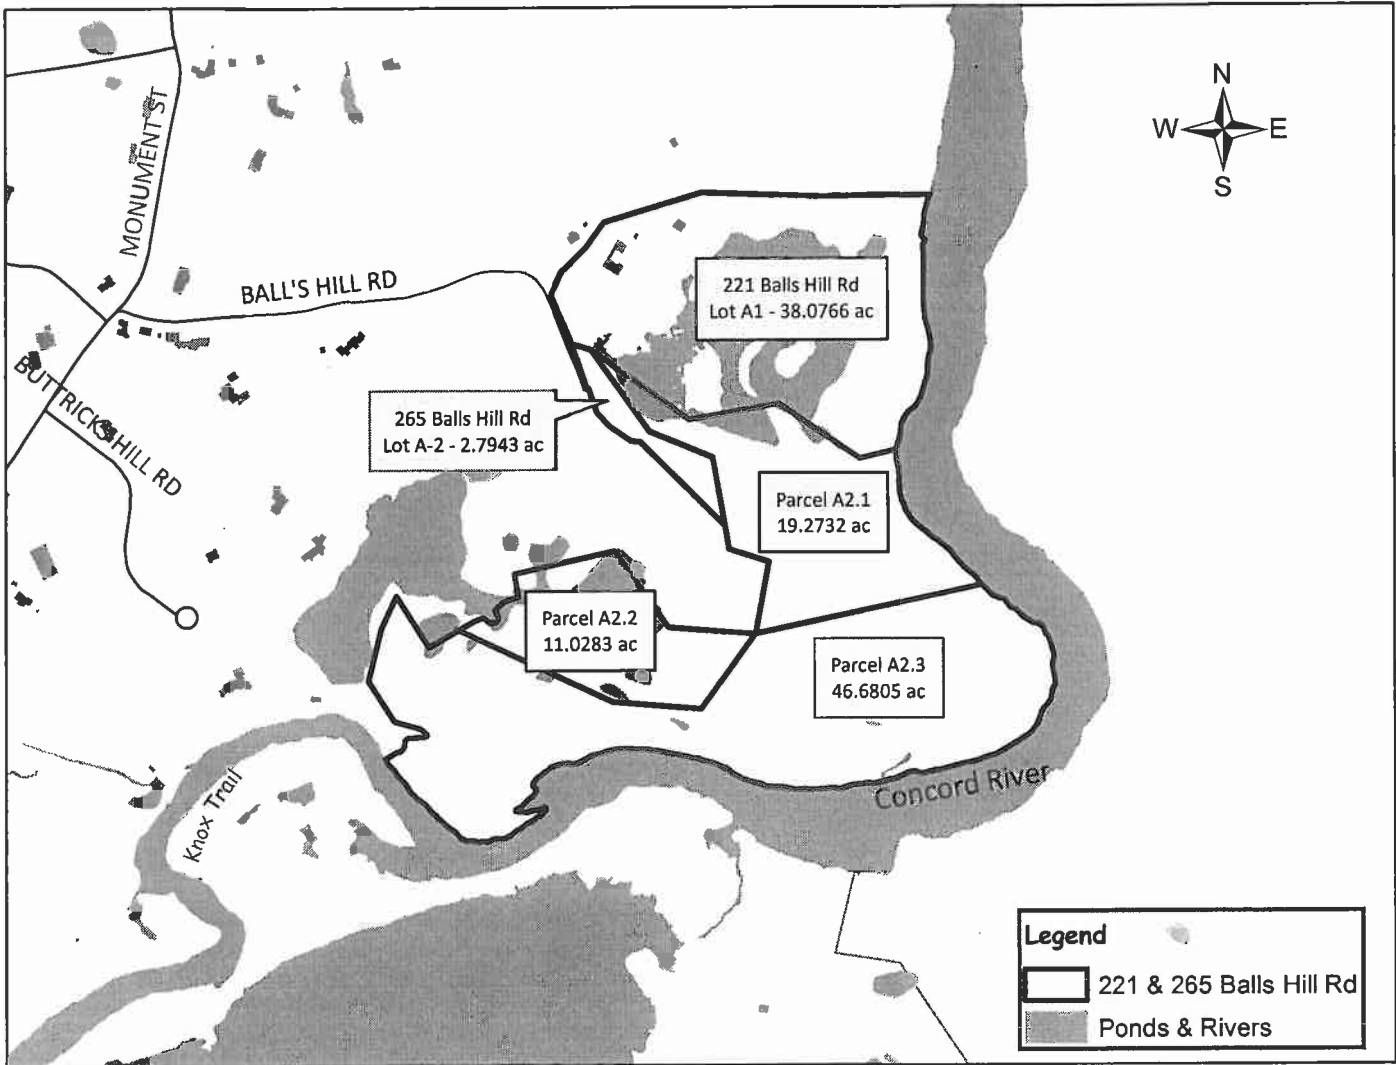 N
W E
S
MONUMENT ST
BALL'S HILL RD
221 Balls Hill Rd
Lot A1 - 38.0766 ac
BUTTRICKS HILL RD
265 Balls Hill Rd
Lot A-2 - 2.7943 ac
Parcel A2.1
19.2732 ac
Parcel A2.2
11.0283 ac
Parcel A2.3
46.6805 ac
Knox Trail
Concord River
Legend
221 & 265 Balls Hill Rd
Ponds & Rivers